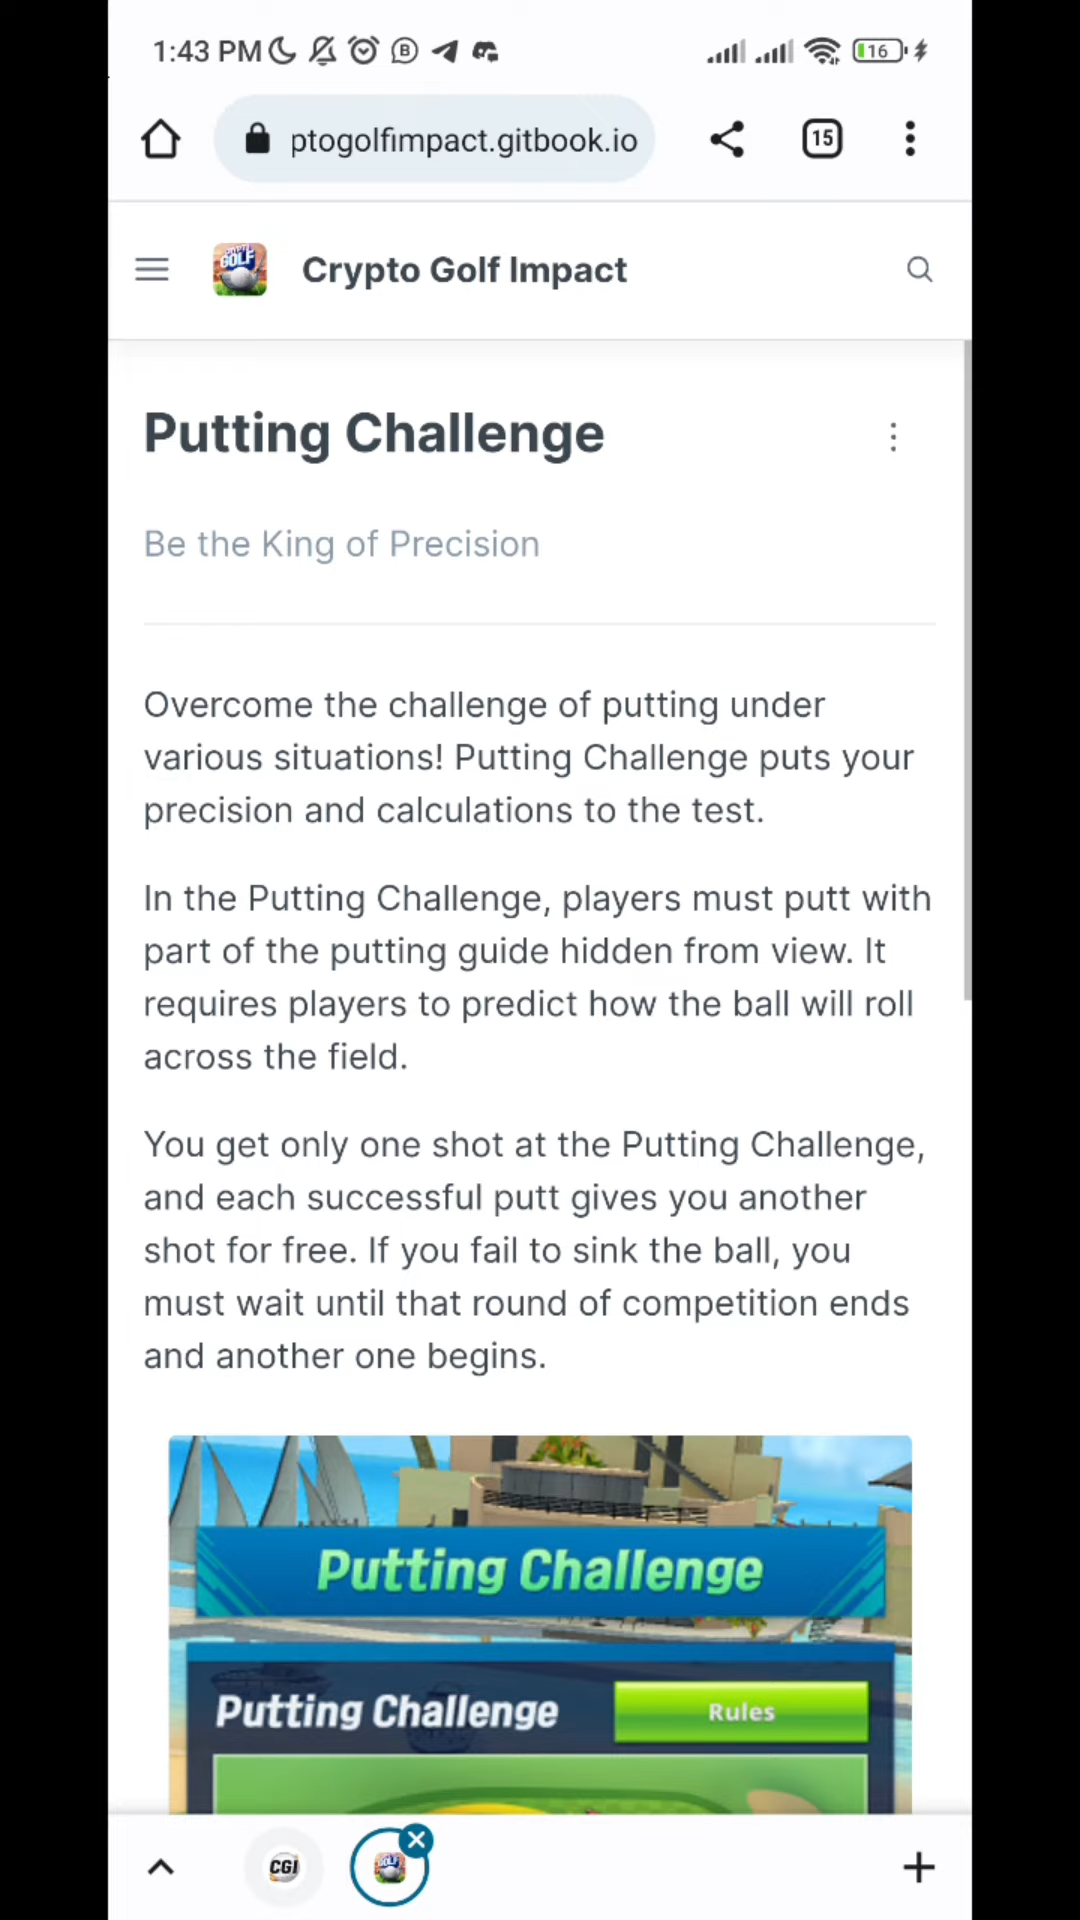 1:43 PM
16
ptogolfimpact.gitbook.io
15
Crypto Golf Impact
Putting Challenge
Be the King of Precision
Overcome the challenge of putting under
various situations! Putting Challenge puts your
precision and calculations to the test.
In the Putting Challenge, players must putt with
part of the putting guide hidden from view. It
requires players to predict how the ball will roll
across the field.
You get only one shot at the Putting Challenge,
and each successful putt gives you another
shot for free. If you fail to sink the ball, you
must wait until that round of competition ends
and another one begins.
Putting Challenge
Putting Challenge
Rules
CGI